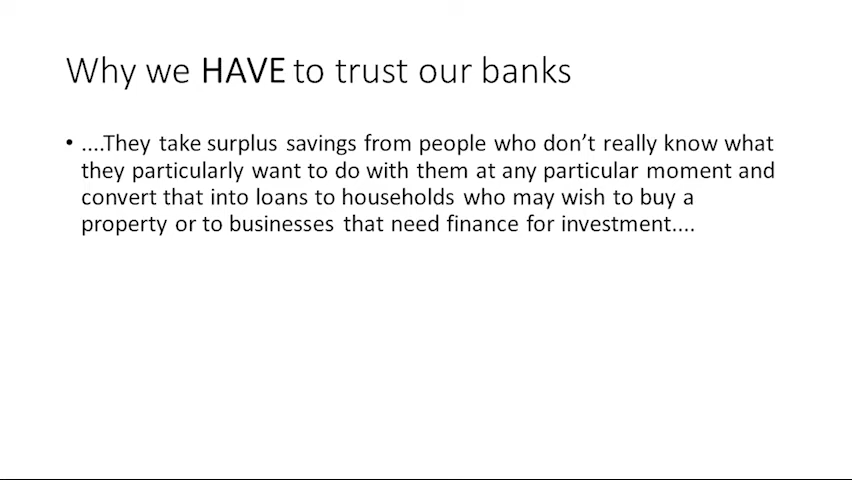 Why we HAVE to trust our banks
• ....They take surplus savings from people who don’t really know what
they particularly want to do with them at any particular moment and
convert that into loans to households who may wish to buy a
property or to businesses that need finance for investment....